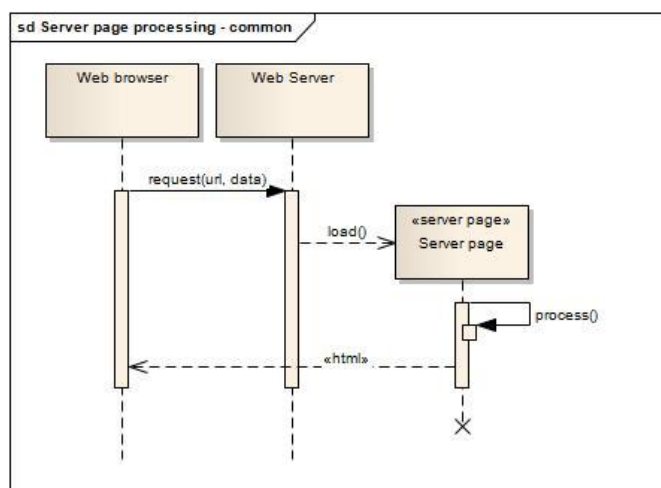 sd Server page processing - common
Web browser
Web Server
request(url, data)
«server page»
Server page
load()
process()
«html»